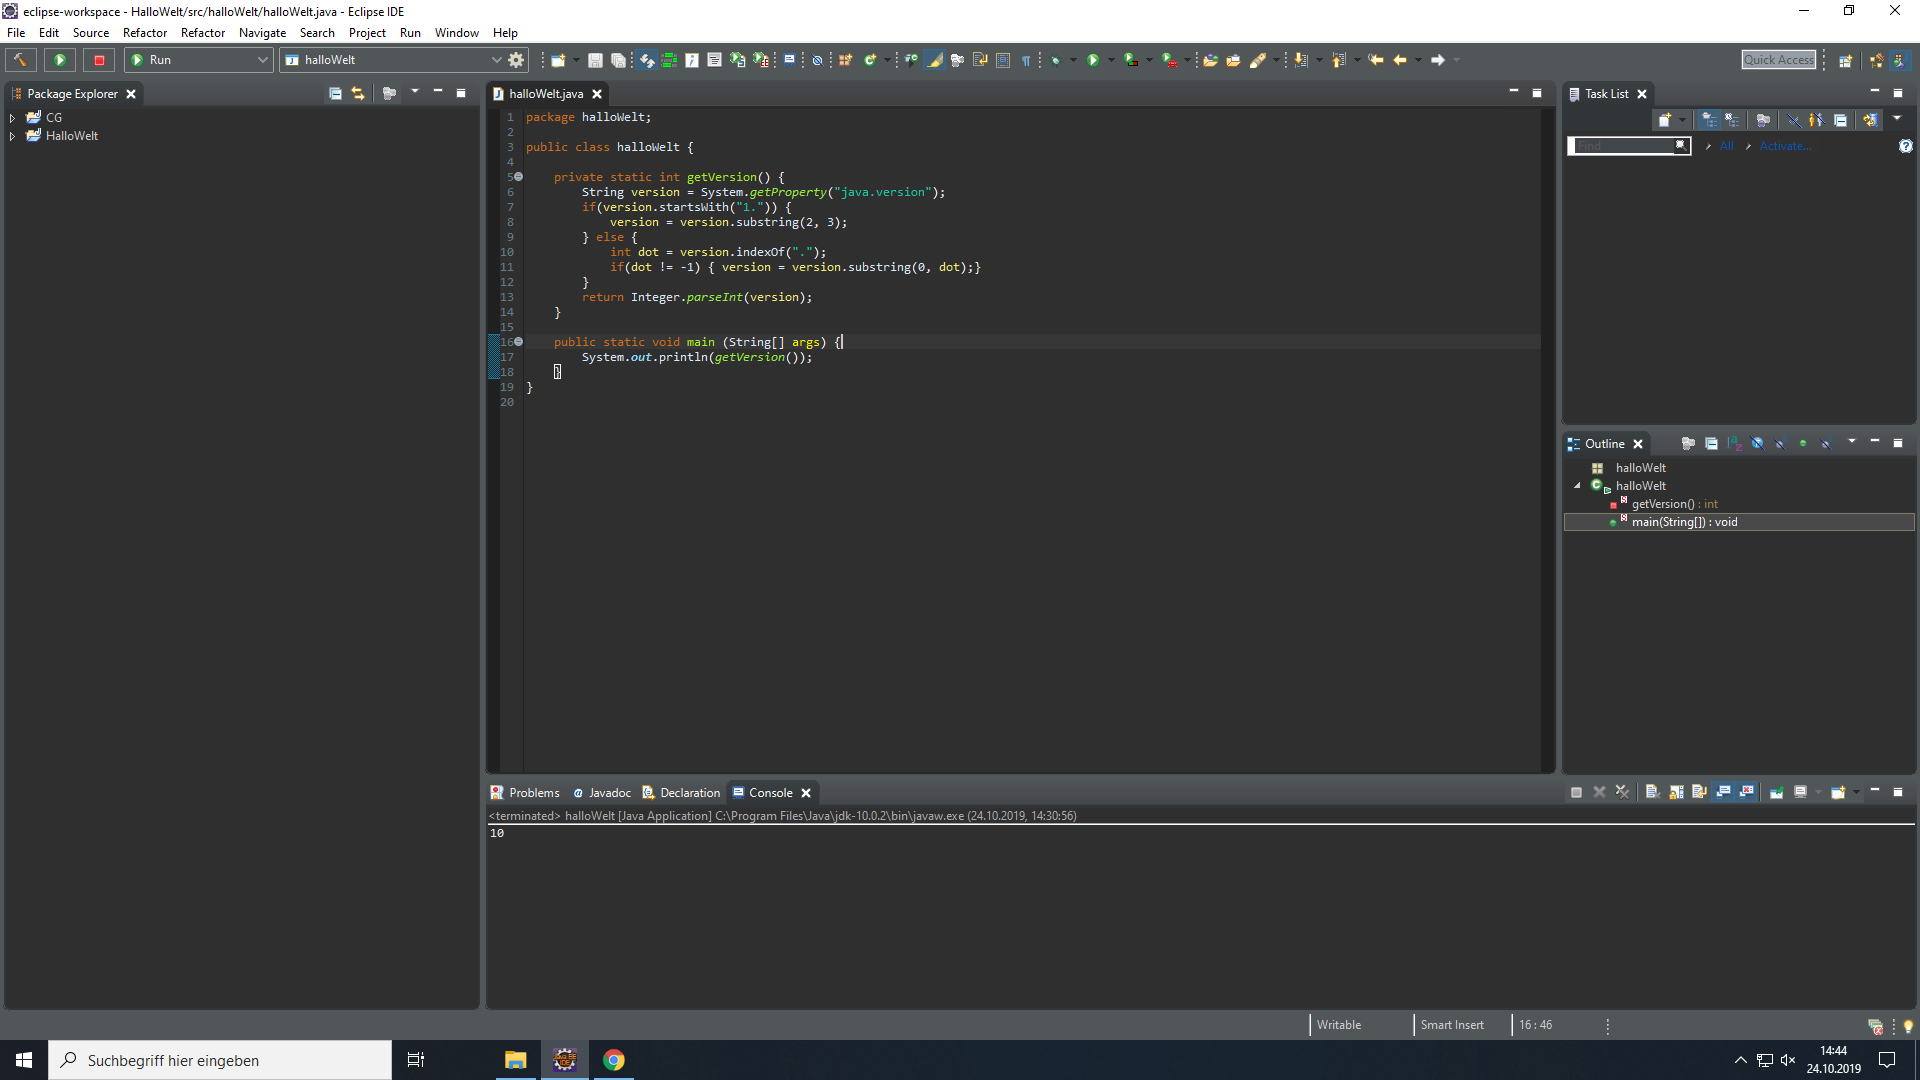 eclipse-workspace - HalloWelt/src/halloWelt/halloWelt.java - Eclipse IDE
File Edit Source Refactor Refactor Navigate Search Project Run Window Help
Run halloWelt Quick Access
Package Explorer
CG
HalloWelt
halloWelt.java
1 package halloWelt;
2
3 public class halloWelt {
4
5     private static int getVersion() {
6         String version = System.getProperty("java.version");
7         if(version.startsWith("1.")) {
8             version = version.substring(2, 3);
9         } else {
10             int dot = version.indexOf(".");
11             if(dot != -1) { version = version.substring(0, dot);}
12         }
13         return Integer.parseInt(version);
14     }
15
16     public static void main (String[] args) {
17         System.out.println(getVersion());
18     }
19 }
20
Task List
Find All Activate...
Outline
halloWelt
halloWelt
getVersion() : int
main(String[]) : void
Problems Javadoc Declaration Console
<terminated> halloWelt [Java Application] C:\Program Files\Java\jdk-10.0.2\bin\javaw.exe (24.10.2019, 14:30:56)
10
Writable Smart Insert 16 : 46
Suchbegriff hier eingeben
14:44
24.10.2019